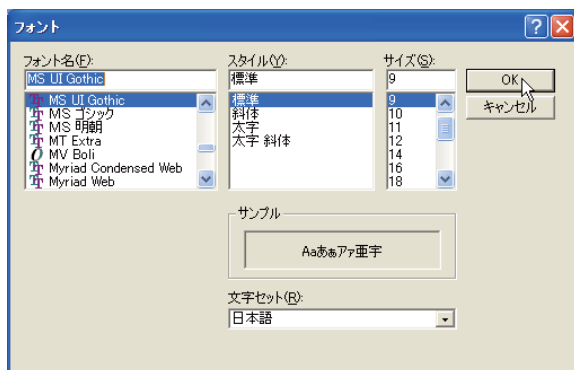 フォント
フォント名(F):
MS UI Gothic
MS UI Gothic
MS ゴシック
MS 明朝
MT Extra
MV Boli
Myriad Condensed Web
Myriad Web
スタイル(Y):
標準
標準
斜体
太字
太字 斜体
サイズ(S):
9
9
10
11
12
14
16
18
OK
キャンセル
サンプル
Aaあぁアァ亜宇
文字セット(R):
日本語